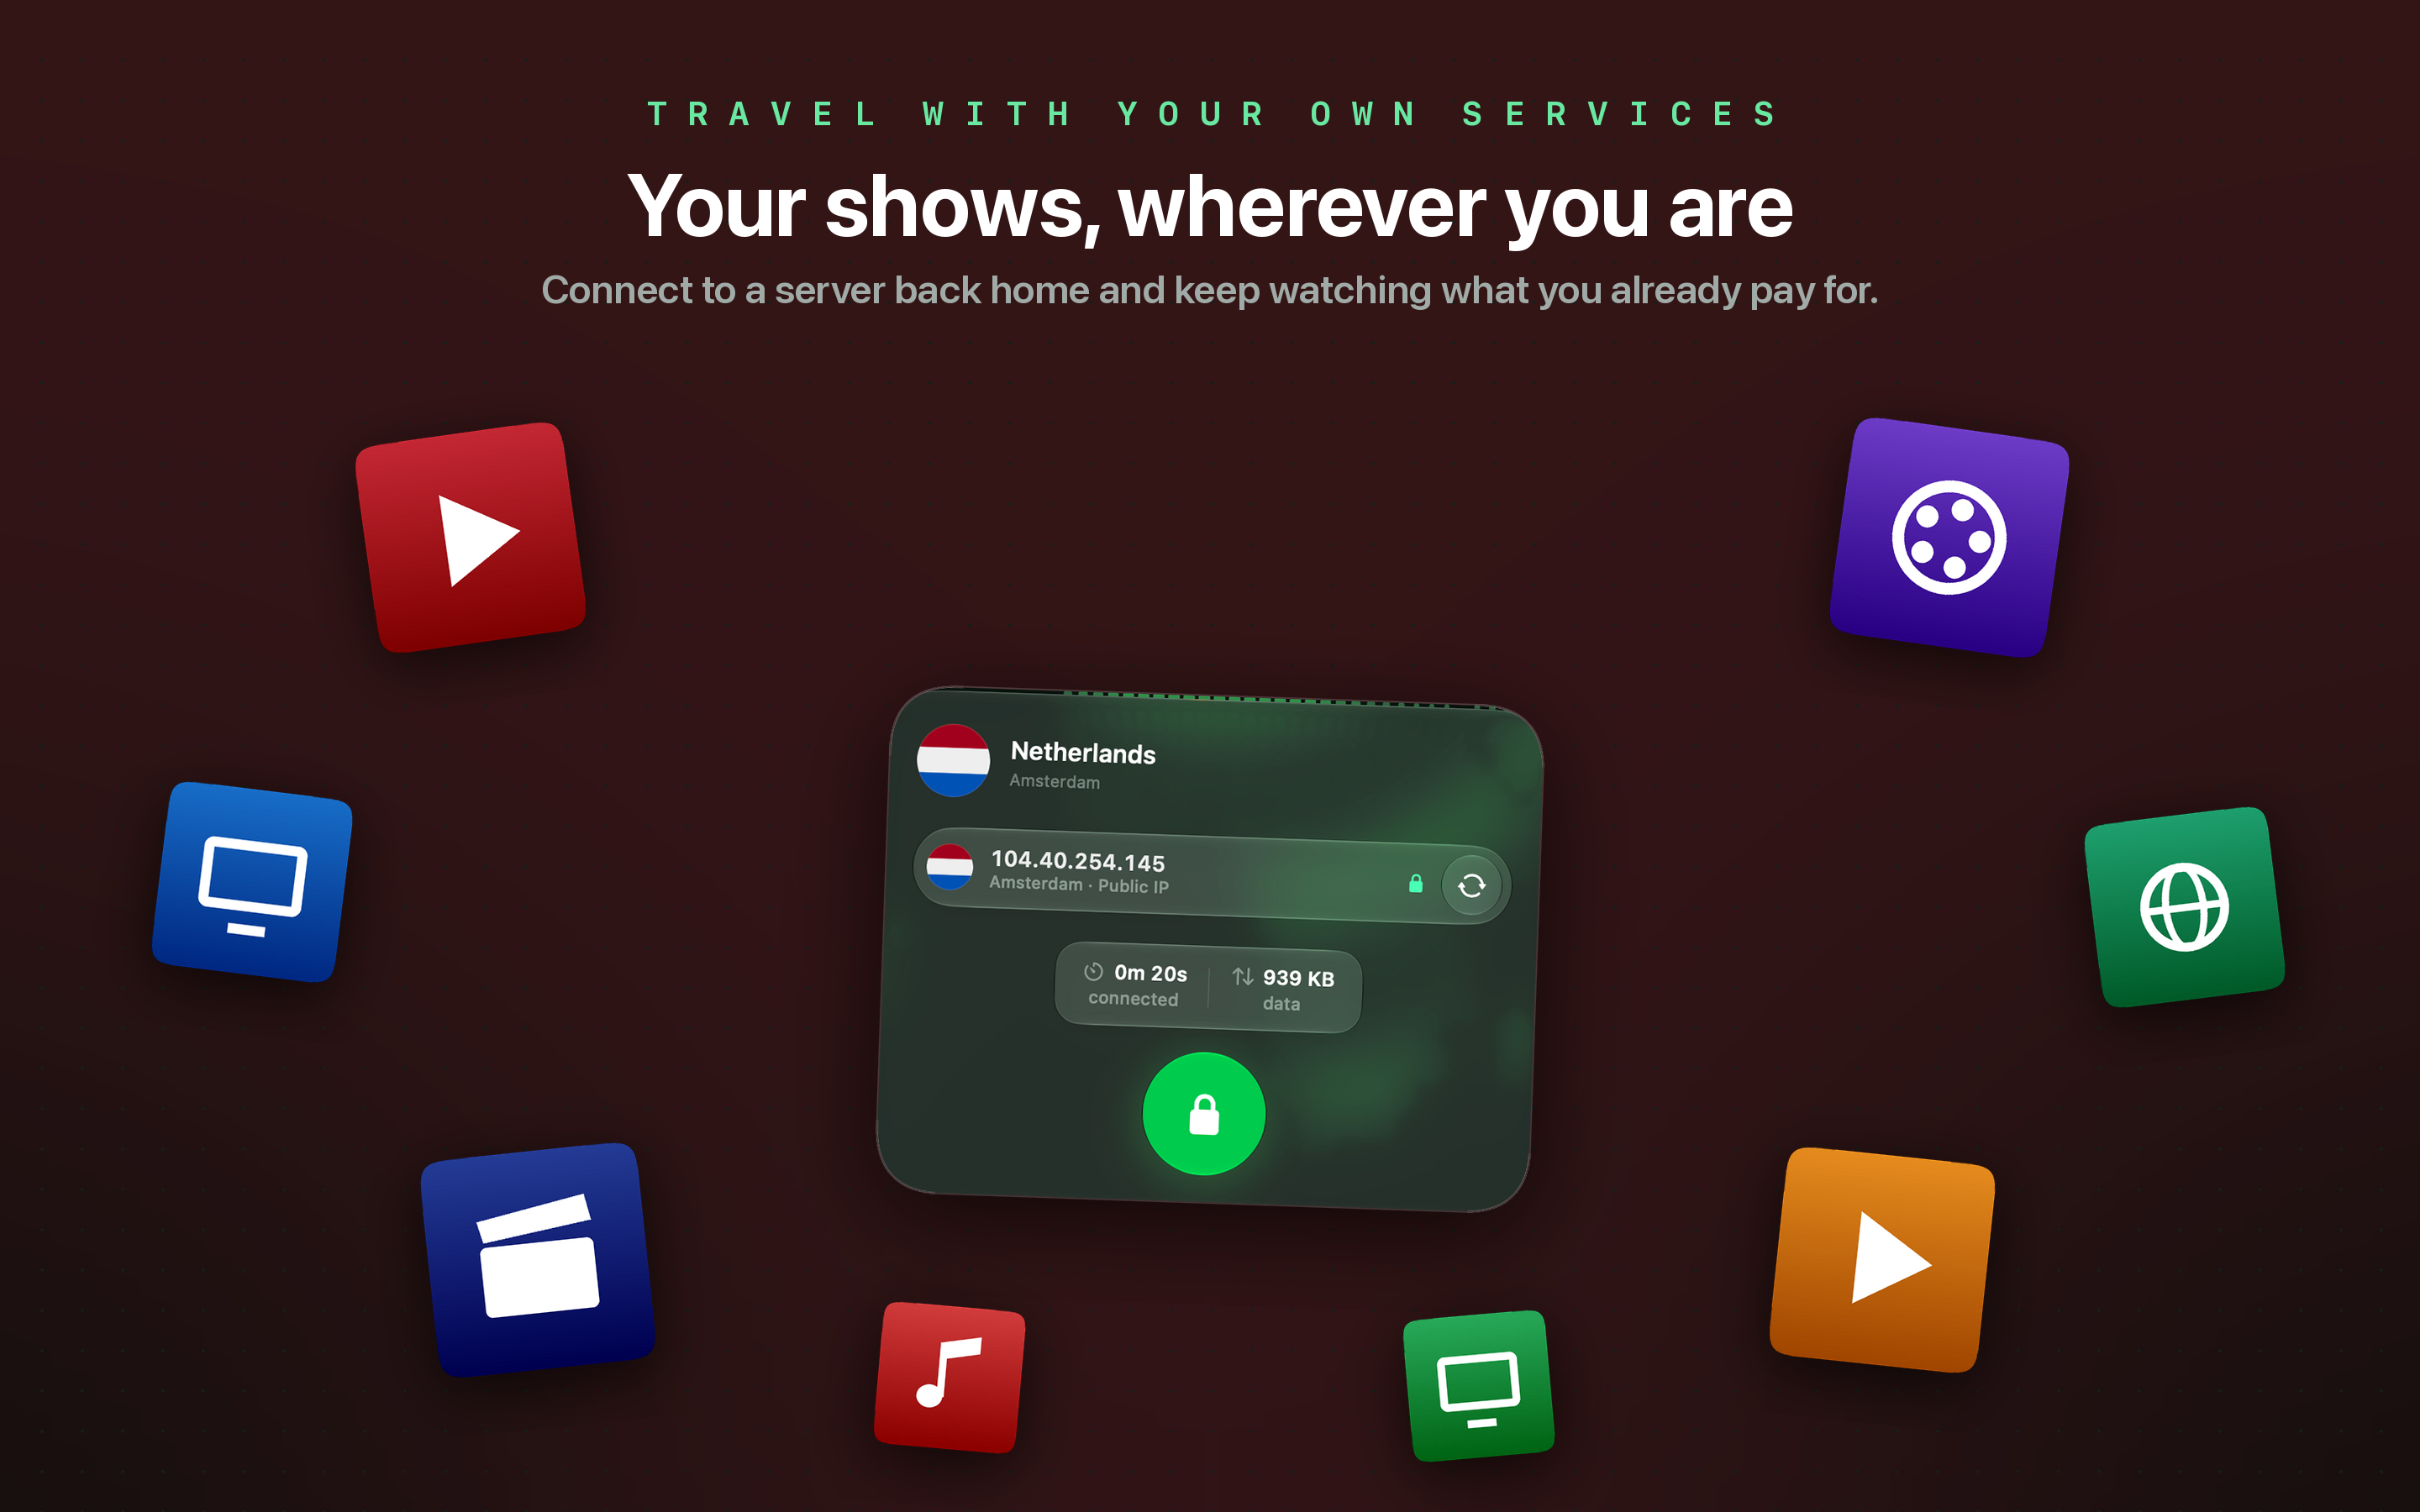 TRAVEL WITH YOUR OWN SERVICES
Your shows, wherever you are
Connect to a server back home and keep watching what you already pay for.
Netherlands
Amsterdam
104.40.254.145
Amsterdam · Public IP
0m 20s
connected
939 KB
data